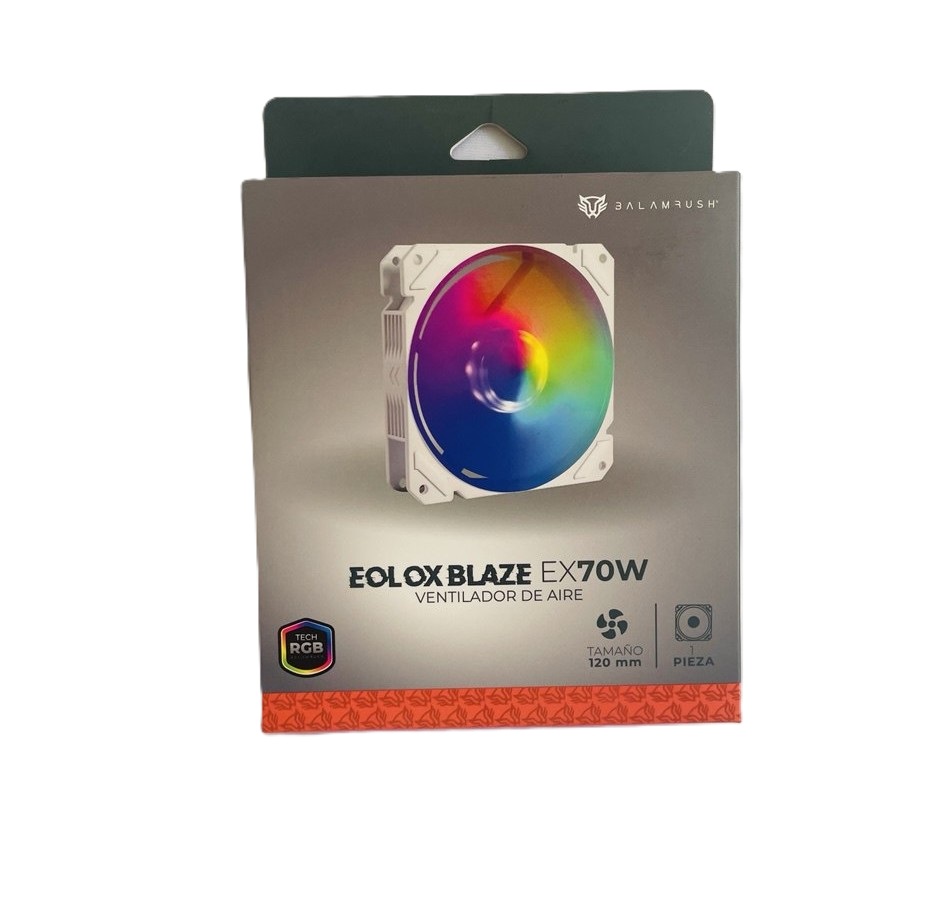 BALAMRUSH
EOLOX BLAZE EX70W
VENTILADOR DE AIRE
TECH
RGB
TAMAÑO
120 mm
1
PIEZA